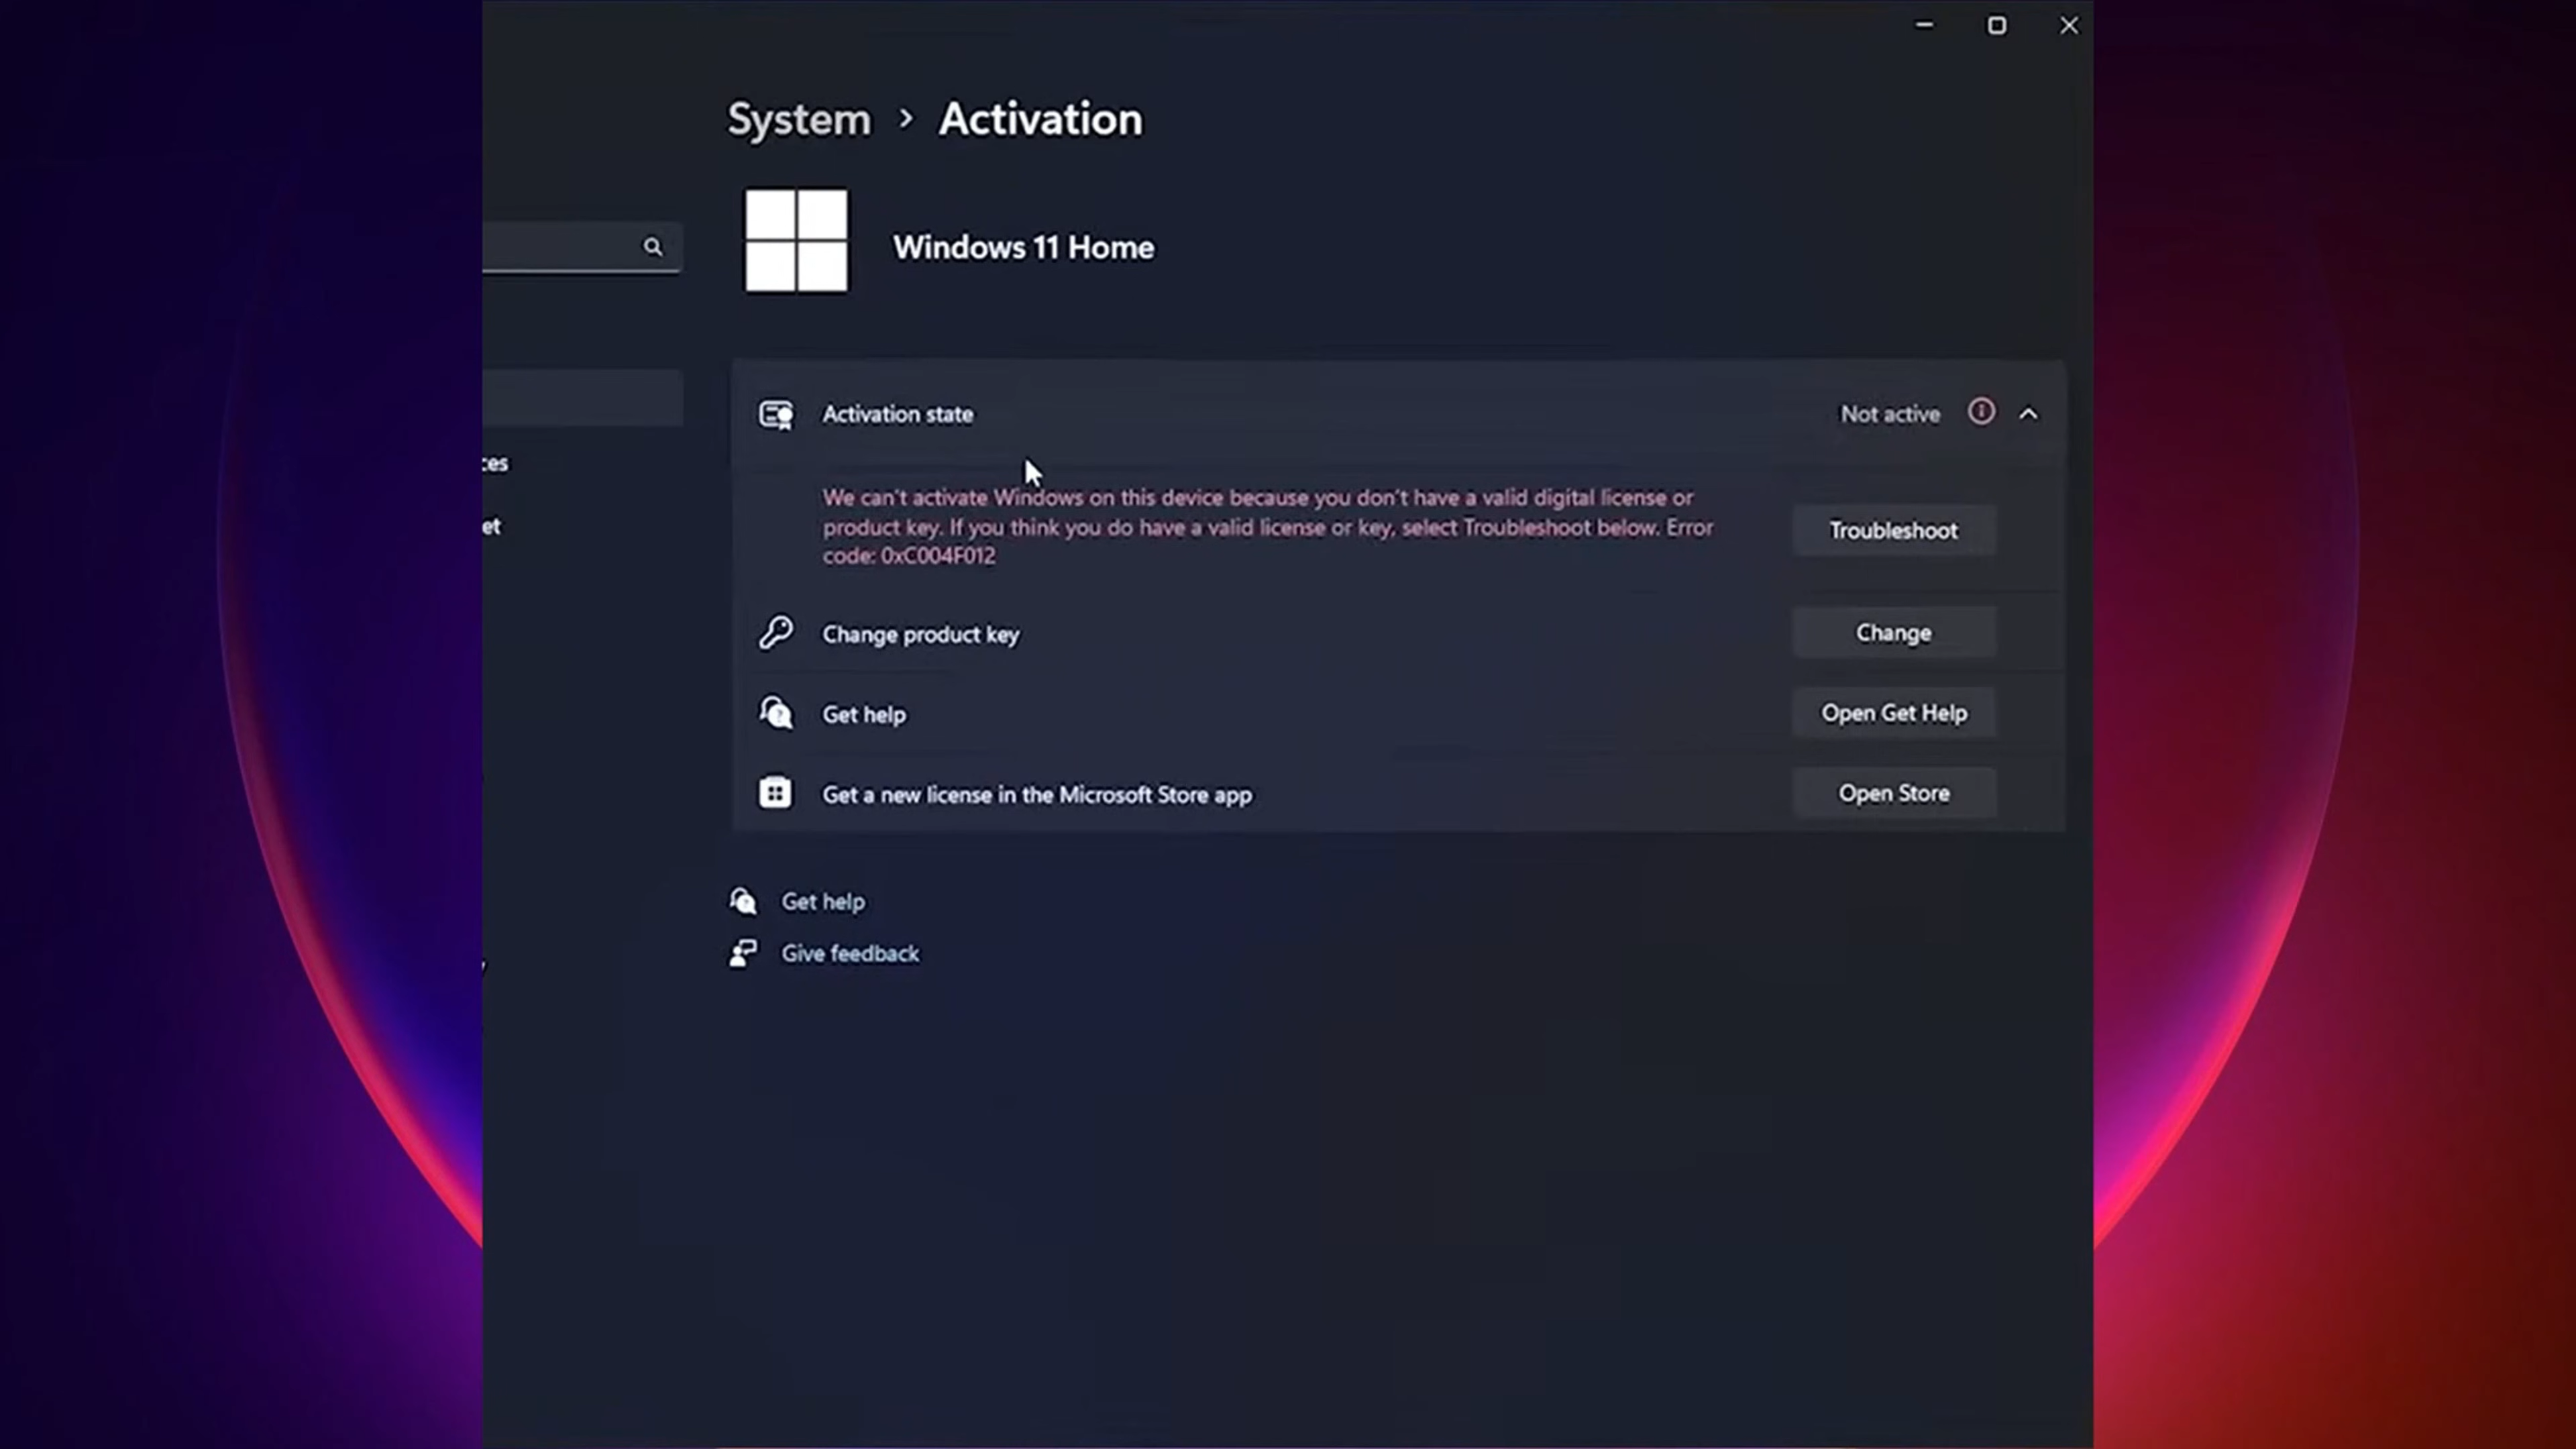 System > Activation
Windows 11 Home
Activation state
Not active
We can't activate Windows on this device because you don't have a valid digital license or
product key. If you think you do have a valid license or key, select Troubleshoot below. Error
code: 0xC004F012
Troubleshoot
Change product key
Change
Get help
Open Get Help
Get a new license in the Microsoft Store app
Open Store
Get help
Give feedback